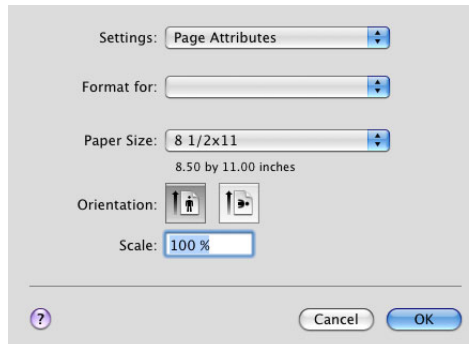 Settings: Page Attributes
Format for:
Paper Size: 8 1/2x11
8.50 by 11.00 inches
Orientation:
Scale: 100 %
? Cancel OK